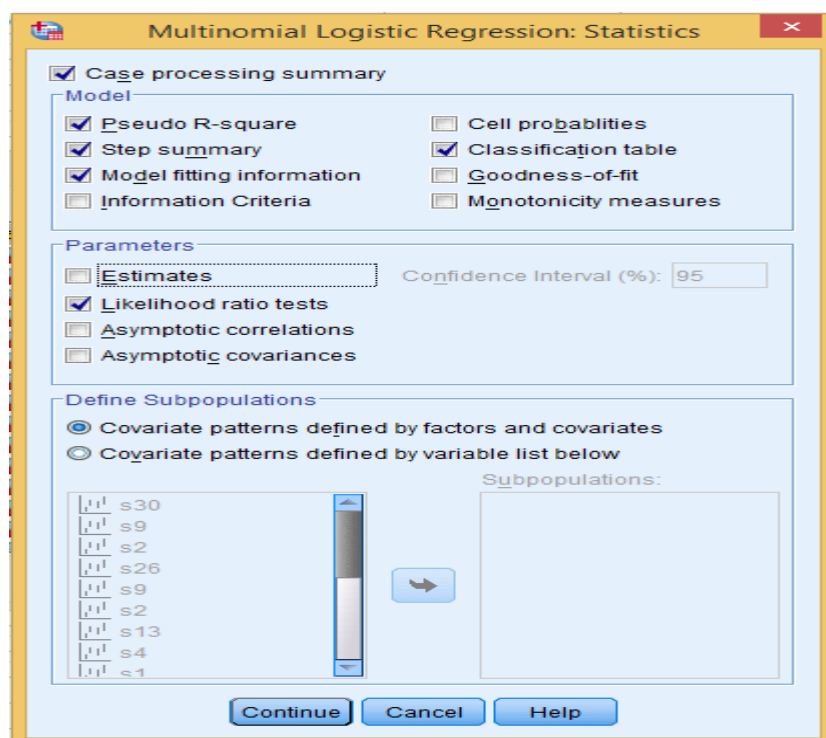 Multinomial Logistic Regression: Statistics
Case processing summary
Model
Pseudo R-square
Cell probablities
Step summary
Classification table
Model fitting information
Goodness-of-fit
Information Criteria
Monotonicity measures
Parameters
Estimates
Confidence Interval (%): 95
Likelihood ratio tests
Asymptotic correlations
Asymptotic covariances
Define Subpopulations
Covariate patterns defined by factors and covariates
Covariate patterns defined by variable list below
Subpopulations:
s30
s9
s2
s26
s9
s2
s13
s4
s1
Continue
Cancel
Help